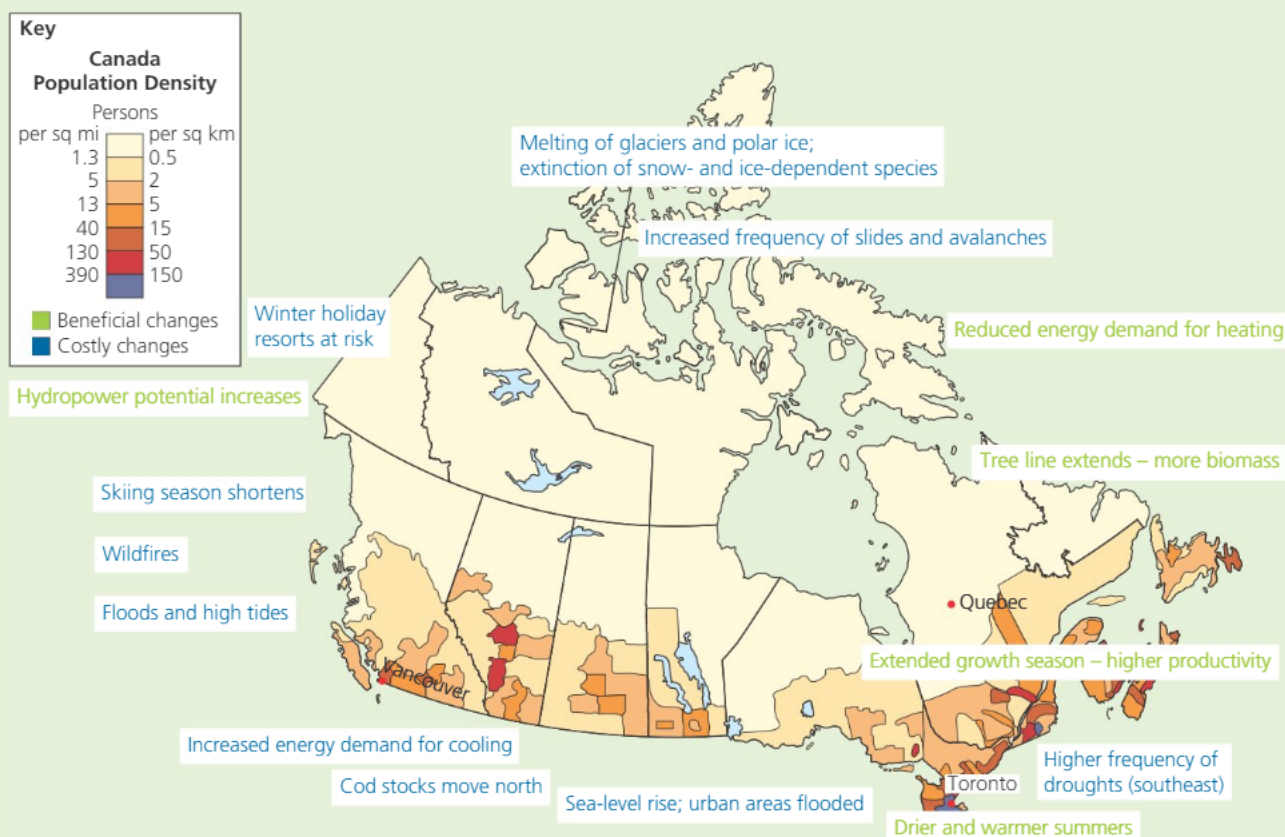 Key
Canada
Population Density
Persons
per sq mi per sq km
1.3 0.5
5 2
13 5
40 15
130 50
390 150
Beneficial changes
Costly changes
Melting of glaciers and polar ice;
extinction of snow- and ice-dependent species
Increased frequency of slides and avalanches
Winter holiday
resorts at risk
Reduced energy demand for heating
Hydropower potential increases
Tree line extends – more biomass
Skiing season shortens
Wildfires
Floods and high tides
Quebec
Extended growth season – higher productivity
Vancouver
Increased energy demand for cooling
Cod stocks move north
Sea-level rise; urban areas flooded
Toronto
Higher frequency of
droughts (southeast)
Drier and warmer summers